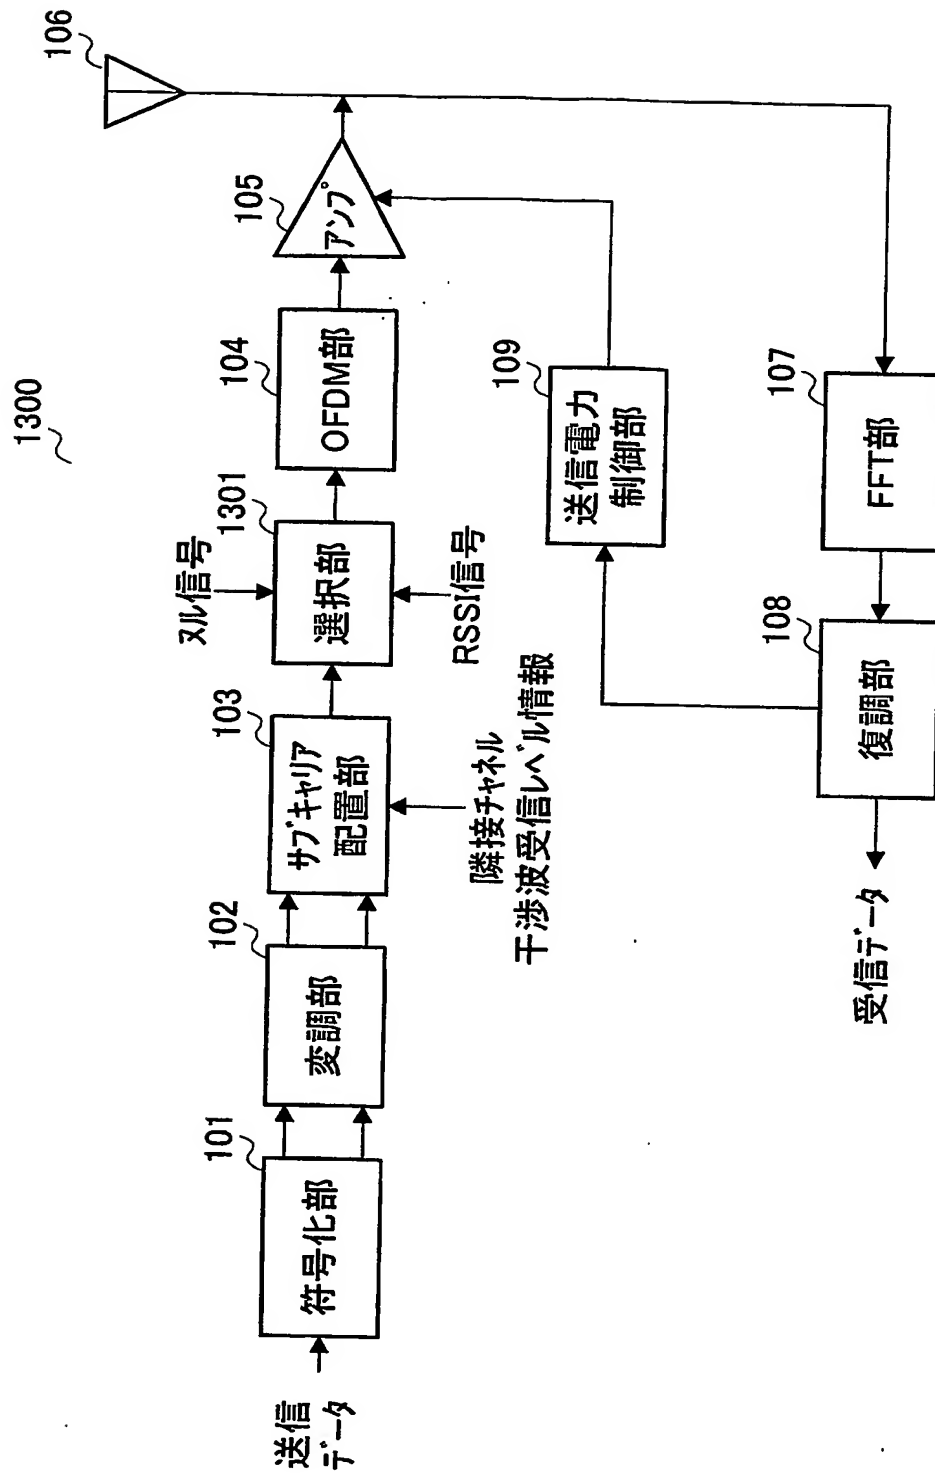 1300
106
105
アンプ
104
OFDM部
1301
選択部
ヌル信号
RSSI信号
103
サブキャリア
配置部
隣接チャネル
干渉波受信レベル情報
102
変調部
101
符号化部
送信
データ
109
送信電力
制御部
107
FFT部
108
復調部
受信データ